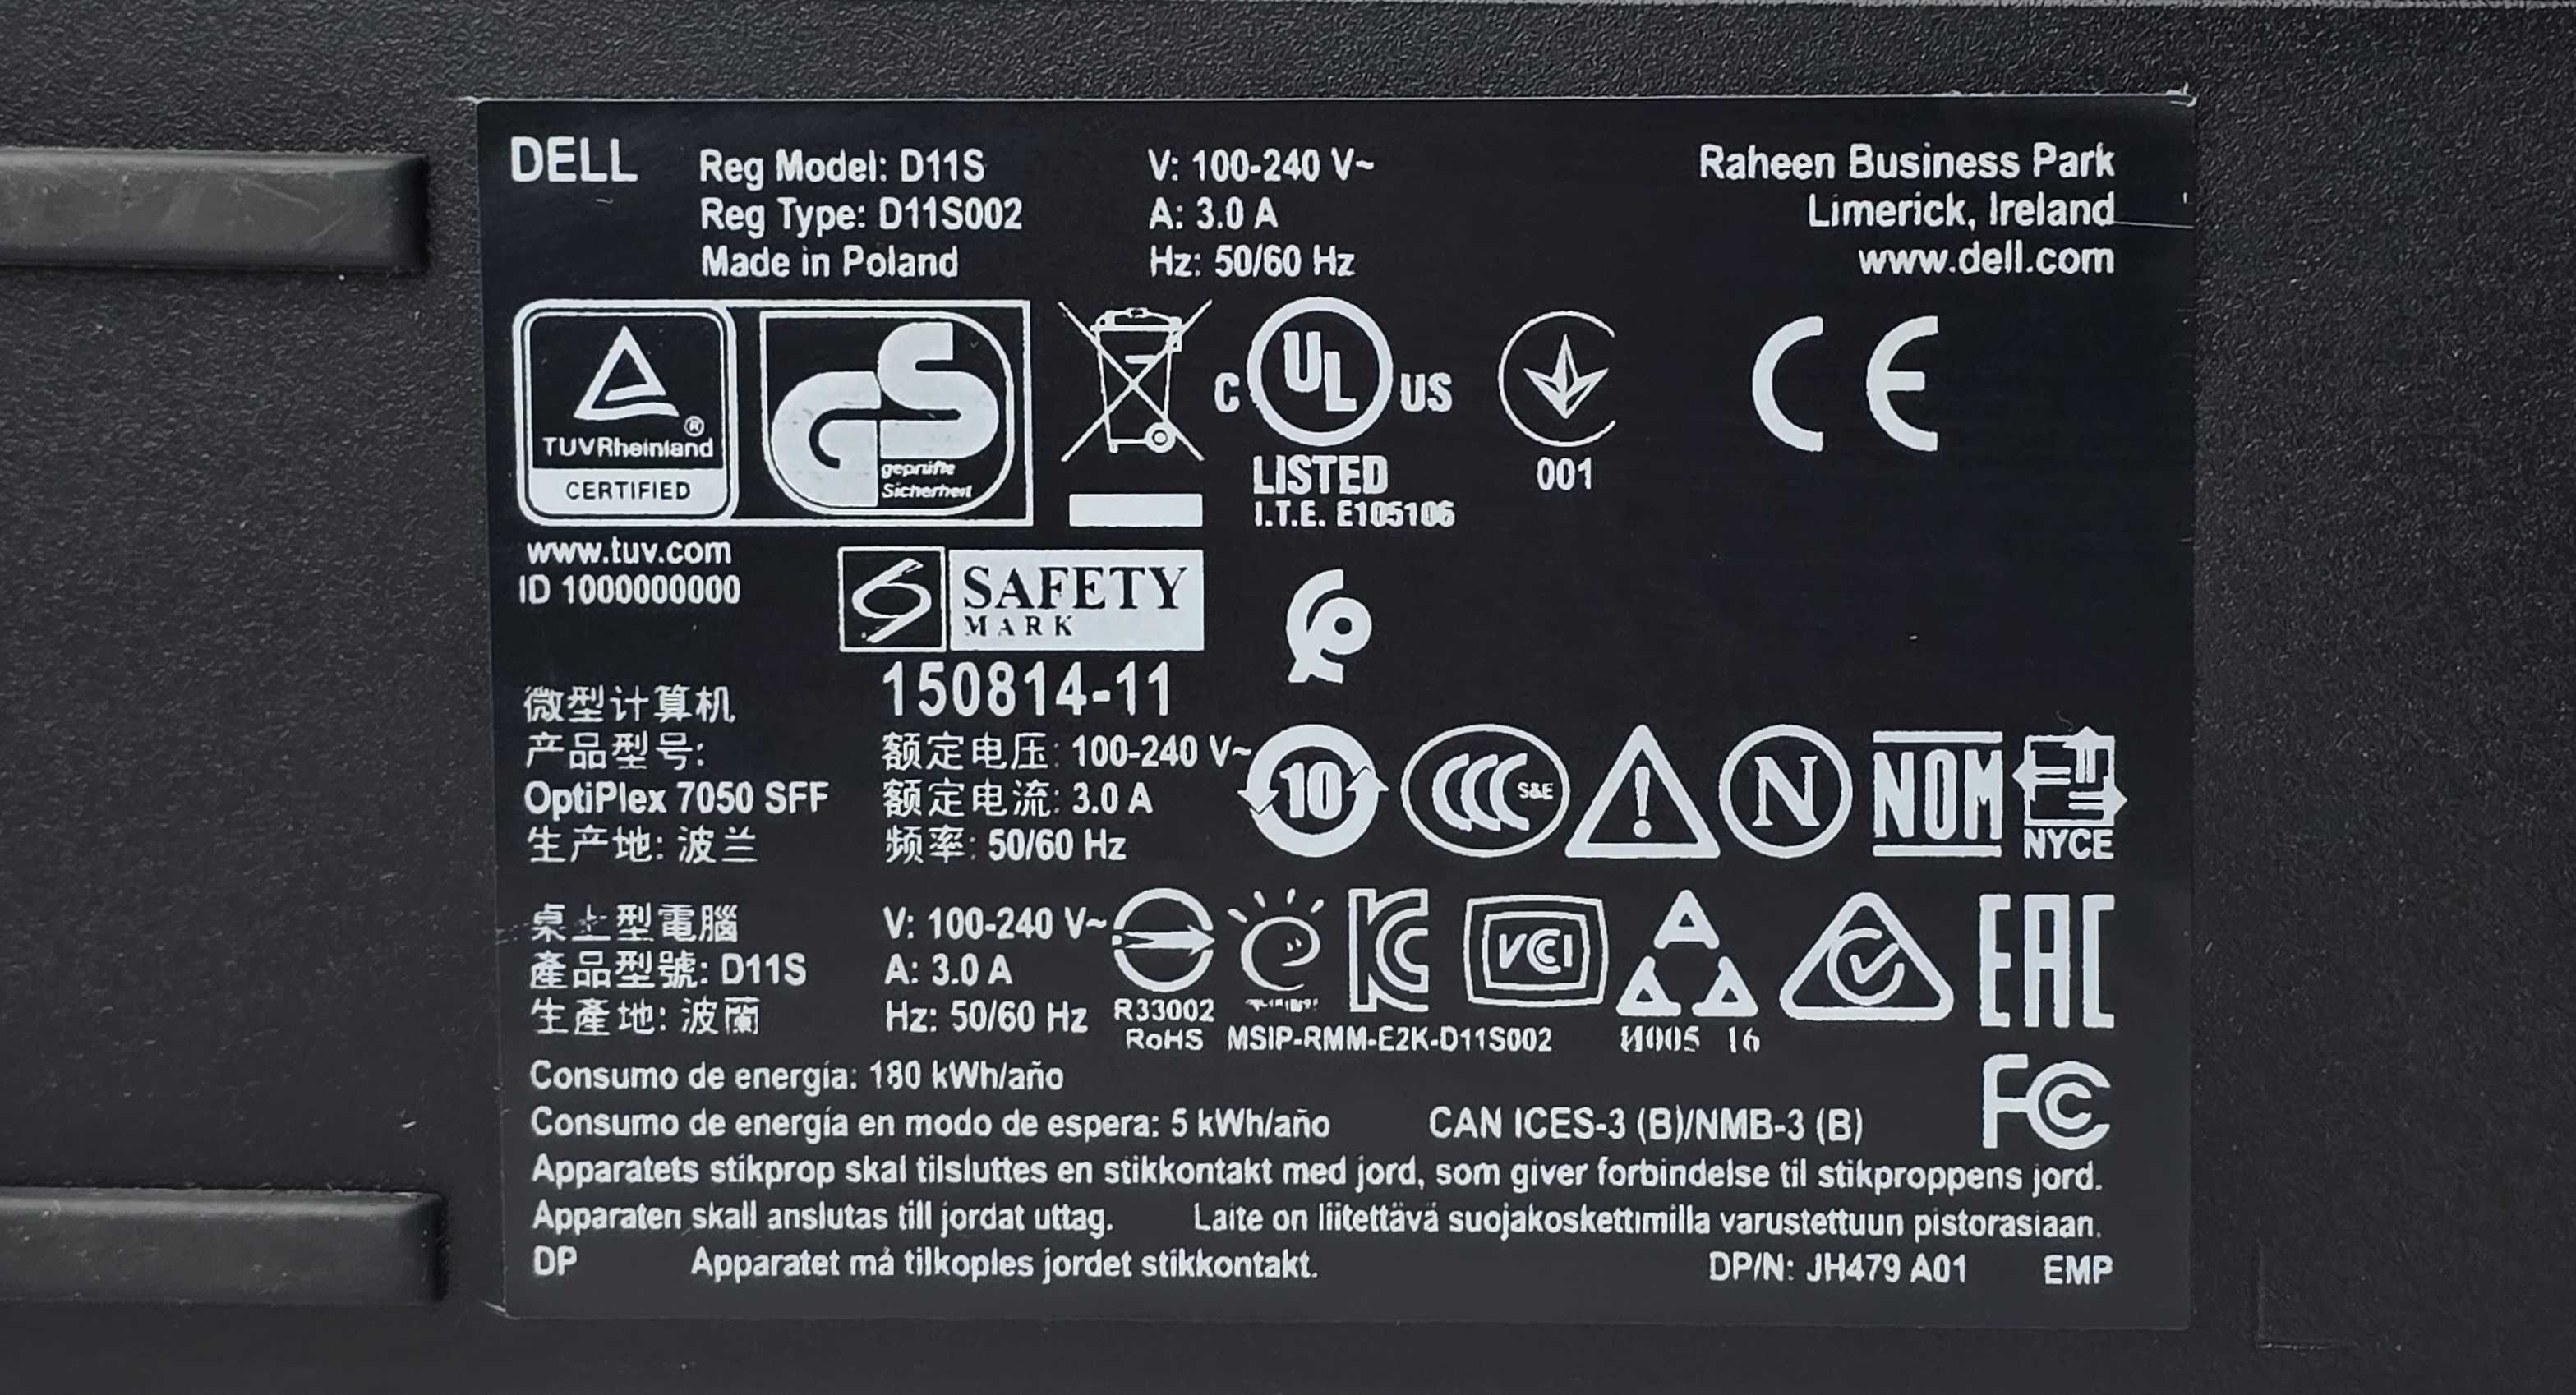 DELL
Reg Model: D11S
Reg Type: D11S002
Made in Poland
V: 100-240 V~
A: 3.0 A
Hz: 50/60 Hz
Raheen Business Park
Limerick, Ireland
www.dell.com
TUVRheinland ®
CERTIFIED
GS
geprüfte
Sicherheit
www.tuv.com
ID 1000000000
C UL US
LISTED
I.T.E. E105106
001
CE
S SAFETY
MARK
150814-11
微型计算机
产品型号:
OptiPlex 7050 SFF
生产地: 波兰
额定电压: 100-240 V~
额定电流: 3.0 A
频率: 50/60 Hz
10
CCC S&E
!
N
NOM
NYCE
桌上型電腦
產品型號: D11S
生產地: 波蘭
V: 100-240 V~
A: 3.0 A
Hz: 50/60 Hz
R33002
RoHS
KC
MSIP-RMM-E2K-D11S002
VCI
И005 16
EAC
Consumo de energía: 180 kWh/año
Consumo de energía en modo de espera: 5 kWh/año
CAN ICES-3 (B)/NMB-3 (B)
FC
Apparatets stikprop skal tilsluttes en stikkontakt med jord, som giver forbindelse til stikproppens jord.
Apparaten skall anslutas till jordat uttag.
Laite on liitettävä suojakoskettimilla varustettuun pistorasiaan.
DP
Apparatet må tilkoples jordet stikkontakt.
DP/N: JH479 A01
EMP